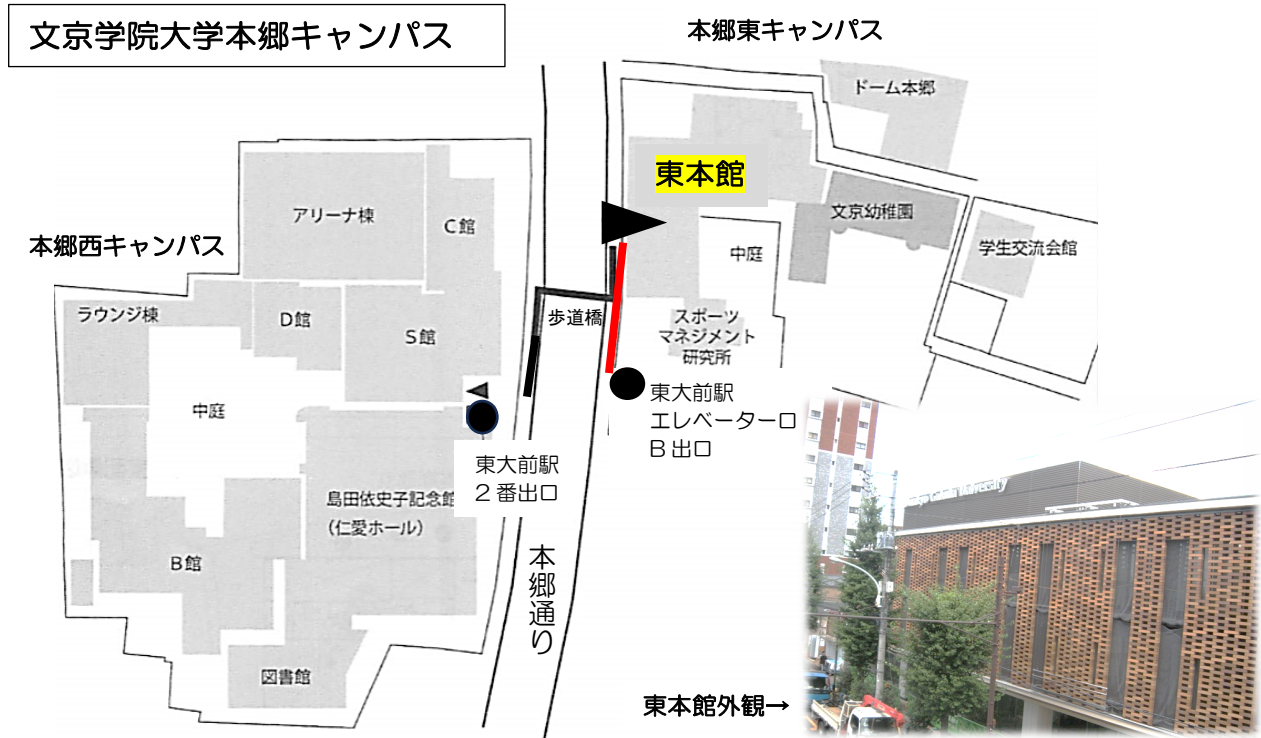 文京学院大学本郷キャンパス
本郷東キャンパス
ドーム本郷
東本館
アリーナ棟
C館
文京幼稚園
本郷西キャンパス
中庭
学生交流会館
ラウンジ棟
D館
S館
歩道橋
スポーツ
マネジメント
研究所
中庭
東大前駅
エレベーター口
B出口
東大前駅
2番出口
島田依史子記念館
(仁愛ホール)
B館
本郷通り
図書館
東本館外観→
University